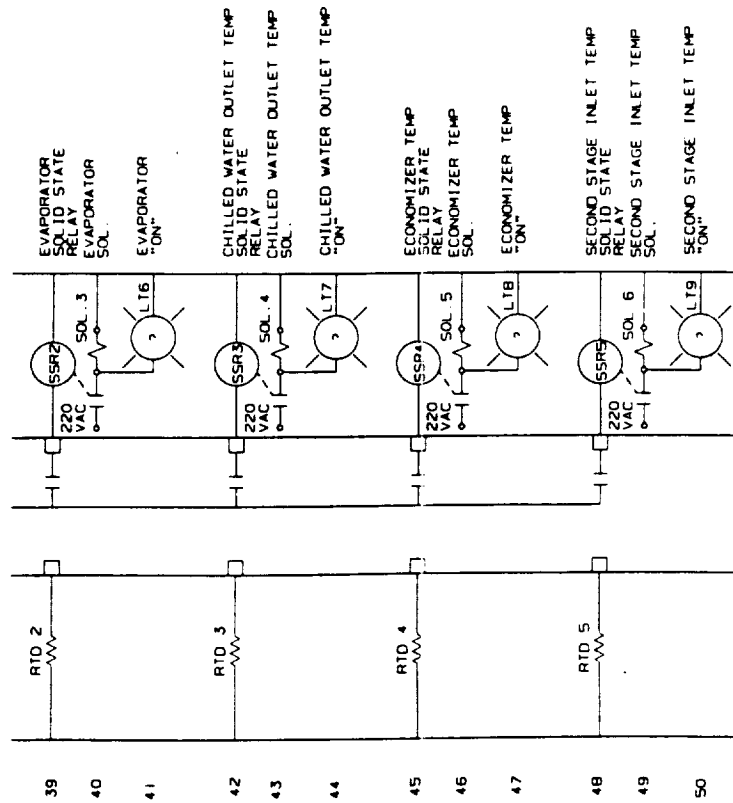 39
RTD 2
SSR2
EVAPORATOR
SOLID STATE
RELAY
40
220
VAC
SOL. 3
EVAPORATOR
SOL.
41
?
LT6
EVAPORATOR
"ON"
42
RTD 3
SSR3
CHILLED WATER OUTLET TEMP
SOLID STATE
RELAY
43
220
VAC
SOL. 4
CHILLED WATER OUTLET TEMP
SOL.
44
?
LT7
CHILLED WATER OUTLET TEMP
"ON"
45
RTD 4
SSR4
ECONOMIZER TEMP
SOLID STATE
RELAY
46
220
VAC
SOL. 5
ECONOMIZER TEMP
SOL.
47
?
LT8
ECONOMIZER TEMP
"ON"
48
RTD 5
SSR5
SECOND STAGE INLET TEMP
SOLID STATE
RELAY
49
220
VAC
SOL. 6
SECOND STAGE INLET TEMP
SOL.
50
?
LT9
SECOND STAGE INLET TEMP
"ON"